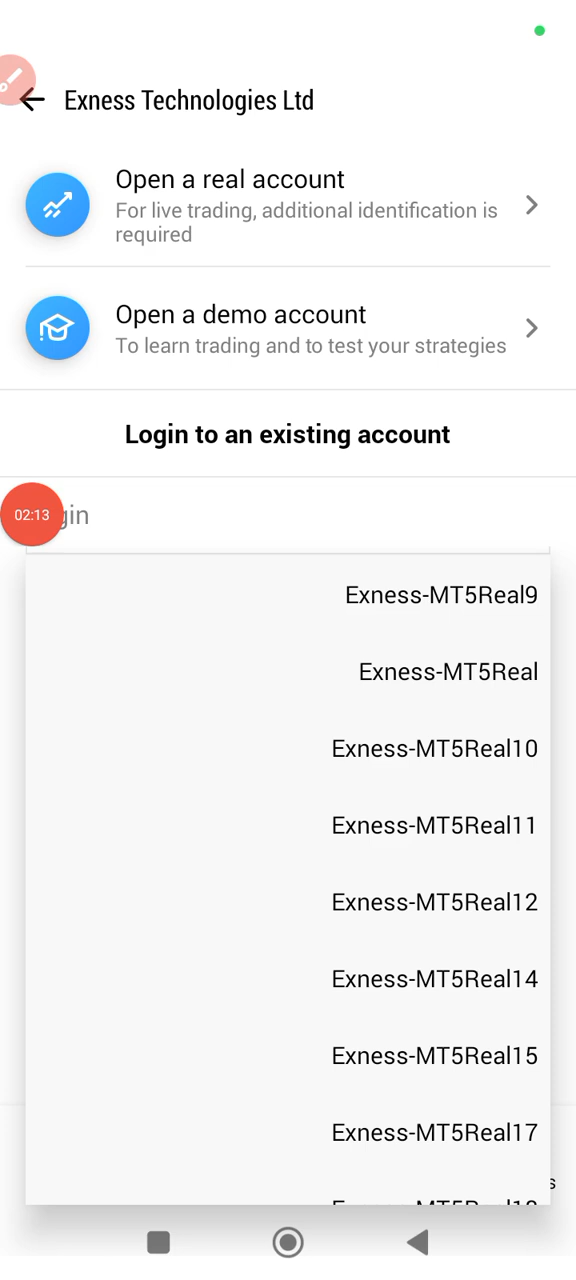 Exness Technologies Ltd
Open a real account
For live trading, additional identification is
required
Open a demo account
To learn trading and to test your strategies
Login to an existing account
02:13
gin
Exness-MT5Real9
Exness-MT5Real
Exness-MT5Real10
Exness-MT5Real11
Exness-MT5Real12
Exness-MT5Real14
Exness-MT5Real15
Exness-MT5Real17
s